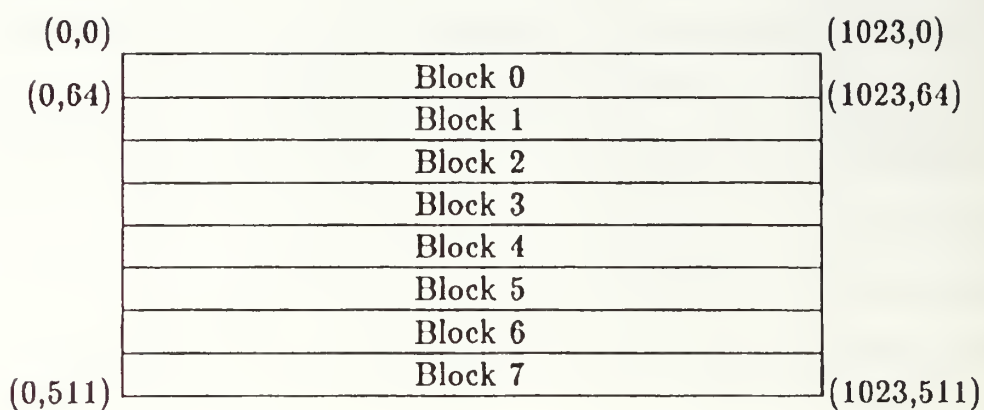 (0,0) (1023,0)
Block 0
(0,64) (1023,64)
Block 1
Block 2
Block 3
Block 4
Block 5
Block 6
Block 7
(0,511) (1023,511)